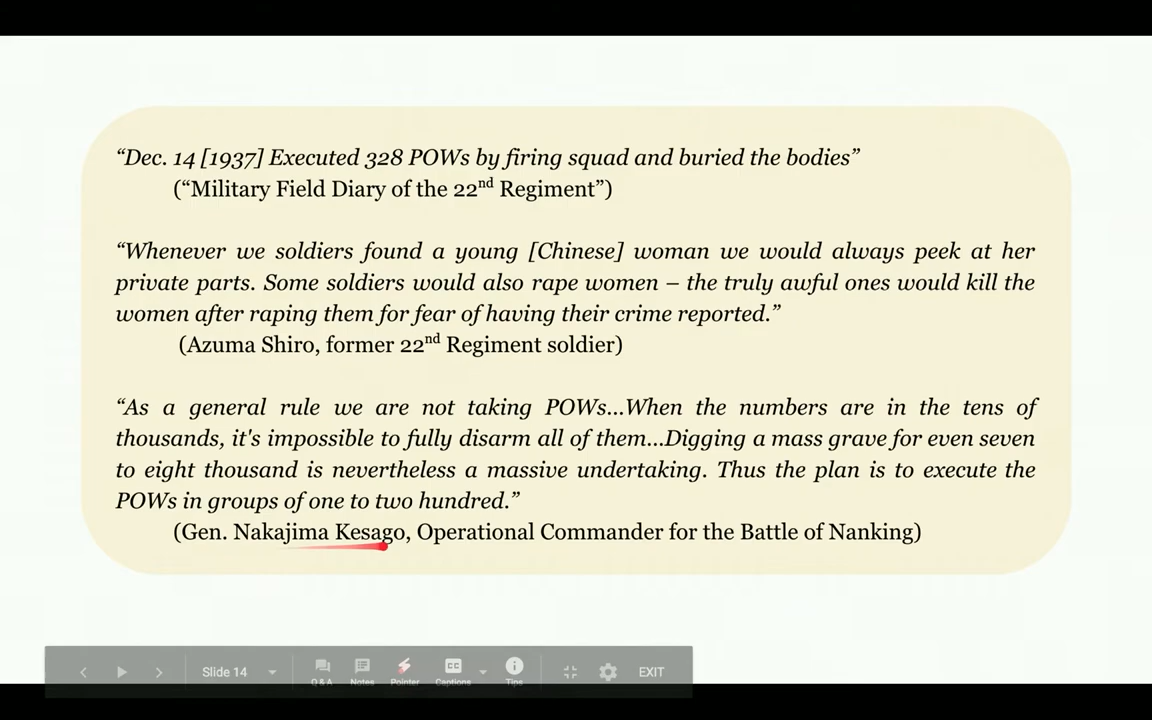 “Dec. 14 [1937] Executed 328 POWs by firing squad and buried the bodies”
(“Military Field Diary of the 22nd Regiment”)
“Whenever we soldiers found a young [Chinese] woman we would always peek at her
private parts. Some soldiers would also rape women – the truly awful ones would kill the
women after raping them for fear of having their crime reported.”
(Azuma Shiro, former 22nd Regiment soldier)
“As a general rule we are not taking POWs...When the numbers are in the tens of
thousands, it's impossible to fully disarm all of them...Digging a mass grave for even seven
to eight thousand is nevertheless a massive undertaking. Thus the plan is to execute the
POWs in groups of one to two hundred.”
(Gen. Nakajima Kesago, Operational Commander for the Battle of Nanking)
Slide 14
Q & A
Notes
Pointer
CC
Captions
Tips
EXIT